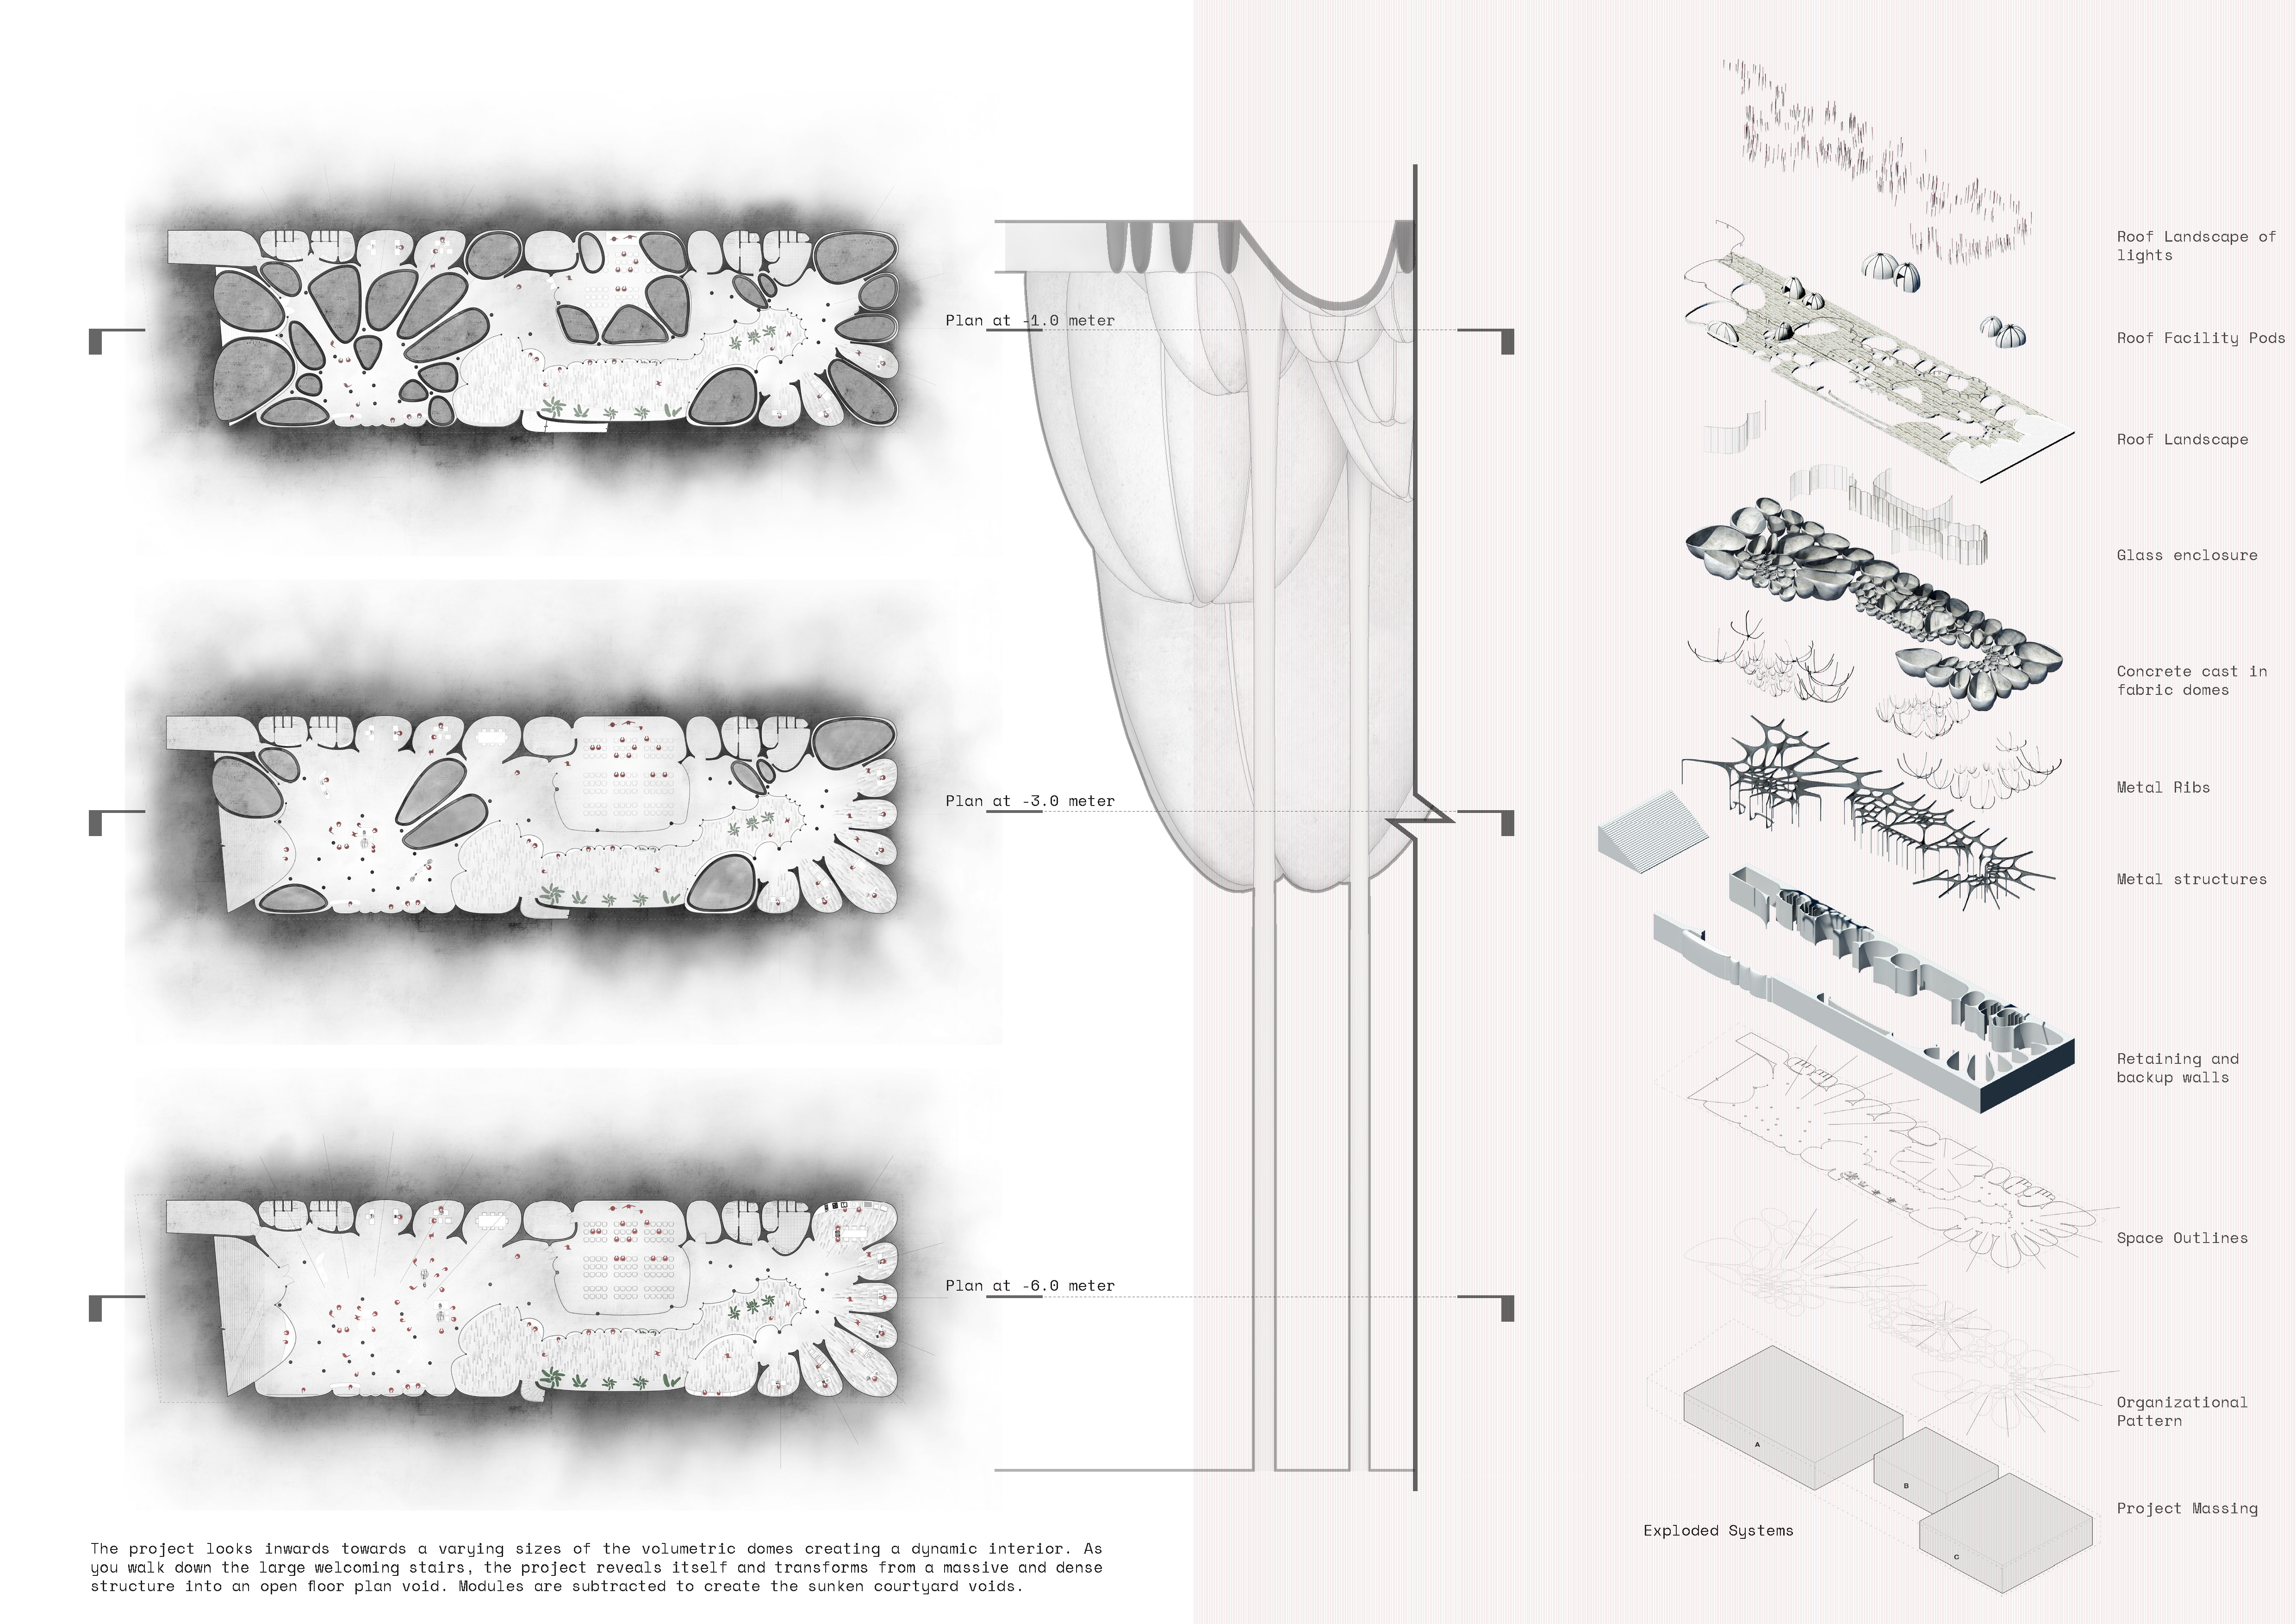 Plan at -1.0 meter
Plan at -3.0 meter
Plan at -6.0 meter
The project looks inwards towards a varying sizes of the volumetric domes creating a dynamic interior. As
you walk down the large welcoming stairs, the project reveals itself and transforms from a massive and dense
structure into an open floor plan void. Modules are subtracted to create the sunken courtyard voids.
Roof Landscape of
lights
Roof Facility Pods
Roof Landscape
Glass enclosure
Concrete cast in
fabric domes
Metal Ribs
Metal structures
Retaining and
backup walls
Space Outlines
Organizational
Pattern
Project Massing
A
B
C
Exploded Systems